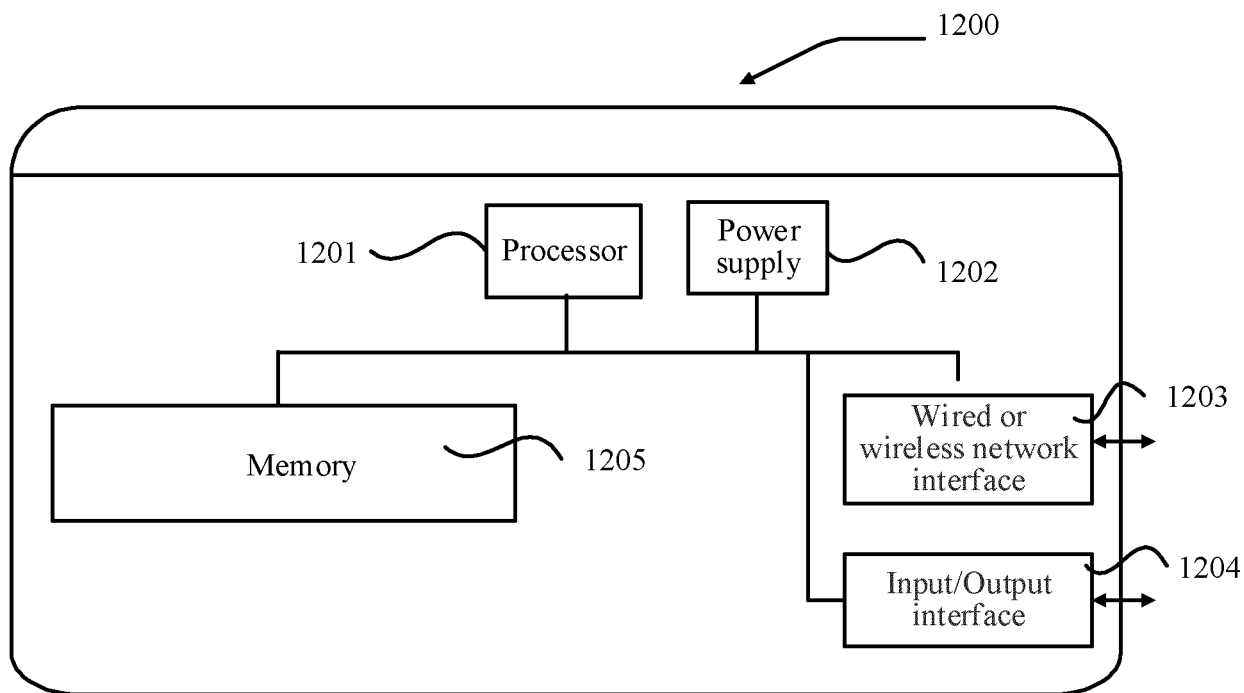 1200
1201
Processor
Power
supply
1202
Memory
1205
Wired or
wireless network
interface
1203
Input/Output
interface
1204